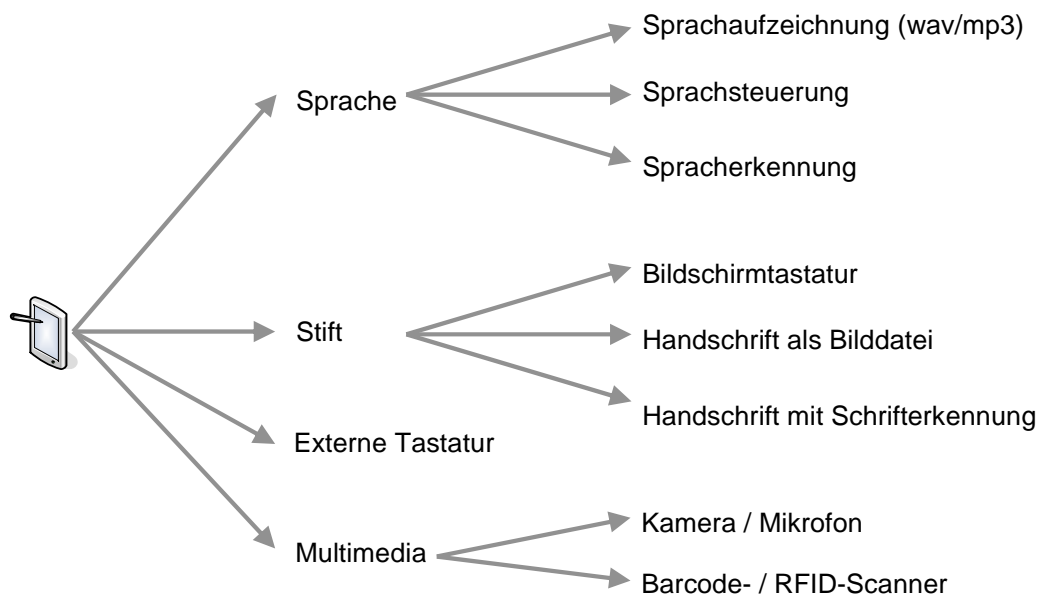 Sprache
Sprachaufzeichnung (wav/mp3)
Sprachsteuerung
Spracherkennung
Stift
Bildschirmtastatur
Handschrift als Bilddatei
Handschrift mit Schrifterkennung
Externe Tastatur
Multimedia
Kamera / Mikrofon
Barcode- / RFID-Scanner